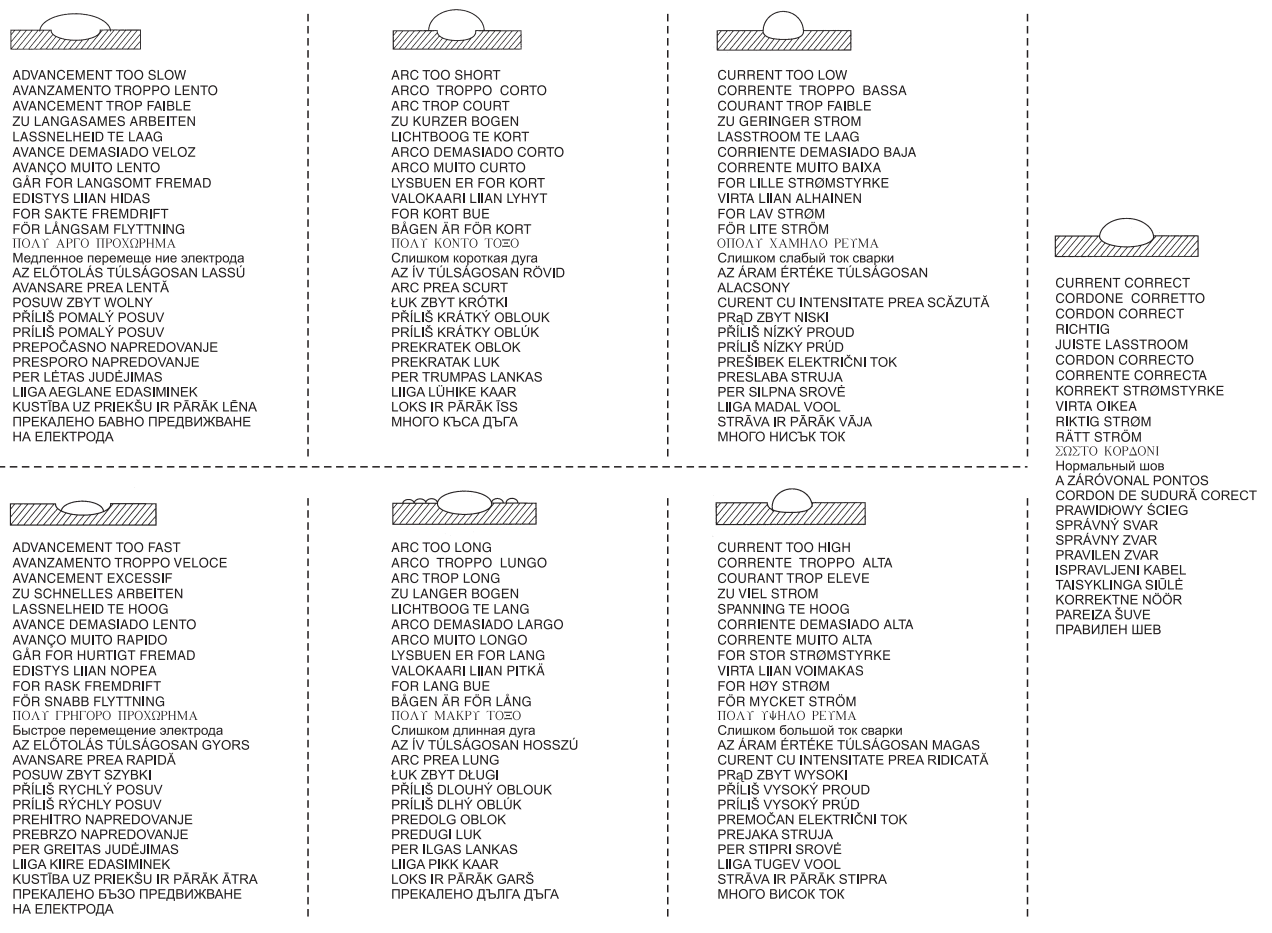 ADVANCEMENT TOO SLOW
AVANZAMENTO TROPPO LENTO
AVANCEMENT TROP FAIBLE
ZU LANGASAMES ARBEITEN
LASSNELHEID TE LAAG
AVANCE DEMASIADO VELOZ
AVANÇO MUITO LENTO
GÅR FOR LANGSOMT FREMAD
EDISTYS LIIAN HIDAS
FOR SAKTE FREMDRIFT
FÖR LÅNGSAM FLYTTNING
ΠΟΛΥ ΑΡΓΟ ΠΡΟΧΩΡΗΜΑ
Медленное перемеще ние электрода
AZ ELŐTOLÁS TÚLSÁGOSAN LASSÚ
AVANSARE PREA LENTĂ
POSUW ZBYT WOLNY
PŘÍLIŠ POMALÝ POSUV
PRÍLIŠ POMALÝ POSUV
PREPOČASNO NAPREDOVANJE
PRESPORO NAPREDOVANJE
PER LĖTAS JUDĖJIMAS
LIIGA AEGLANE EDASIMINEK
KUSTĪBA UZ PRIEKŠU IR PĀRĀK LĒNA
ПРЕКАЛЕНО БАВНО ПРЕДВИЖВАНЕ
НА ЕЛЕКТРОДА
ARC TOO SHORT
ARCO TROPPO CORTO
ARC TROP COURT
ZU KURZER BOGEN
LICHTBOOG TE KORT
ARCO DEMASIADO CORTO
ARCO MUITO CURTO
LYSBUEN ER FOR KORT
VALOKAARI LIIAN LYHYT
FOR KORT BUE
BÅGEN ÄR FÖR KORT
ΠΟΛΥ ΚΟΝΤΟ ΤΟΞΟ
Слишком короткая дуга
AZ ÍV TÚLSÁGOSAN RÖVID
ARC PREA SCURT
ŁUK ZBYT KRÓTKI
PŘÍLIŠ KRÁTKÝ OBLOUK
PRÍLIŠ KRÁTKY OBLÚK
PREKRATEK OBLOK
PREKRATAK LUK
PER TRUMPAS LANKAS
LIIGA LÜHIKE KAAR
LOKS IR PĀRĀK ĪSS
МНОГО КЪСА ДЪГА
CURRENT TOO LOW
CORRENTE TROPPO BASSA
COURANT TROP FAIBLE
ZU GERINGER STROM
LASSTROOM TE LAAG
CORRIENTE DEMASIADO BAJA
CORRENTE MUITO BAIXA
FOR LILLE STRØMSTYRKE
VIRTA LIIAN ALHAINEN
FOR LAV STRØM
FÖR LITE STRÖM
ΟΠΟΛΥ ΧΑΜΗΛΟ ΡΕΥΜΑ
Слишком слабый ток сварки
AZ ÁRAM ÉRTÉKE TÚLSÁGOSAN
ALACSONY
CURENT CU INTENSITATE PREA SCĂZUTĂ
PRąD ZBYT NISKI
PŘÍLIŠ NÍZKÝ PROUD
PRÍLIŠ NÍZKY PRÚD
PREŠIBEK ELEKTRIČNI TOK
PRESLABA STRUJA
PER SILPNA SROVĖ
LIIGA MADAL VOOL
STRĀVA IR PĀRĀK VĀJA
МНОГО НИСЪК ТОК
CURRENT CORRECT
CORDONE CORRETTO
CORDON CORRECT
RICHTIG
JUISTE LASSTROOM
CORDON CORRECTO
CORRENTE CORRECTA
KORREKT STRØMSTYRKE
VIRTA OIKEA
RIKTIG STRØM
RÄTT STRÖM
ΣΩΣΤΟ ΚΟΡΔΟΝΙ
Нормальный шов
A ZÁRÓVONAL PONTOS
CORDON DE SUDURĂ CORECT
PRAWIDŁOWY ŚCIEG
SPRÁVNÝ SVAR
SPRÁVNY ZVAR
PRAVILEN ZVAR
ISPRAVLJENI KABEL
TAISYKLINGA SIŪLĖ
KORREKTNE NÖÖR
PAREIZA ŠUVE
ПРАВИЛЕН ШЕВ
ADVANCEMENT TOO FAST
AVANZAMENTO TROPPO VELOCE
AVANCEMENT EXCESSIF
ZU SCHNELLES ARBEITEN
LASSNELHEID TE HOOG
AVANCE DEMASIADO LENTO
AVANÇO MUITO RAPIDO
GÅR FOR HURTIGT FREMAD
EDISTYS LIIAN NOPEA
FOR RASK FREMDRIFT
FÖR SNABB FLYTTNING
ΠΟΛΥ ΓΡΗΓΟΡΟ ΠΡΟΧΩΡΗΜΑ
Быстрое перемещение электрода
AZ ELŐTOLÁS TÚLSÁGOSAN GYORS
AVANSARE PREA RAPIDĂ
POSUW ZBYT SZYBKI
PŘÍLIŠ RYCHLÝ POSUV
PRÍLIŠ RÝCHLY POSUV
PREHITRO NAPREDOVANJE
PREBRZO NAPREDOVANJE
PER GREITAS JUDĖJIMAS
LIIGA KIIRE EDASIMINEK
KUSTĪBA UZ PRIEKŠU IR PĀRĀK ĀTRA
ПРЕКАЛЕНО БЪЗО ПРЕДВИЖВАНЕ
НА ЕЛЕКТРОДА
ARC TOO LONG
ARCO TROPPO LUNGO
ARC TROP LONG
ZU LANGER BOGEN
LICHTBOOG TE LANG
ARCO DEMASIADO LARGO
ARCO MUITO LONGO
LYSBUEN ER FOR LANG
VALOKAARI LIIAN PITKÄ
FOR LANG BUE
BÅGEN ÄR FÖR LÅNG
ΠΟΛΥ ΜΑΚΡΥ ΤΟΞΟ
Слишком длинная дуга
AZ ÍV TÚLSÁGOSAN HOSSZÚ
ARC PREA LUNG
ŁUK ZBYT DŁUGI
PŘÍLIŠ DLOUHÝ OBLOUK
PRÍLIŠ DLHÝ OBLÚK
PREDOLG OBLOK
PREDUGI LUK
PER ILGAS LANKAS
LIIGA PIKK KAAR
LOKS IR PĀRĀK GARŠ
ПРЕКАЛЕНО ДЪЛГА ДЪГА
CURRENT TOO HIGH
CORRENTE TROPPO ALTA
COURANT TROP ELEVE
ZU VIEL STROM
SPANNING TE HOOG
CORRIENTE DEMASIADO ALTA
CORRENTE MUITO ALTA
FOR STOR STRØMSTYRKE
VIRTA LIIAN VOIMAKAS
FOR HØY STRØM
FÖR MYCKET STRÖM
ΠΟΛΥ ΥΨΗΛΟ ΡΕΥΜΑ
Слишком большой ток сварки
AZ ÁRAM ÉRTÉKE TÚLSÁGOSAN MAGAS
CURENT CU INTENSITATE PREA RIDICATĂ
PRąD ZBYT WYSOKI
PŘÍLIŠ VYSOKÝ PROUD
PRÍLIŠ VYSOKÝ PRÚD
PREMOČAN ELEKTRIČNI TOK
PREJAKA STRUJA
PER STIPRI SROVĖ
LIIGA TUGEV VOOL
STRĀVA IR PĀRĀK STIPRA
МНОГО ВИСОК ТОК